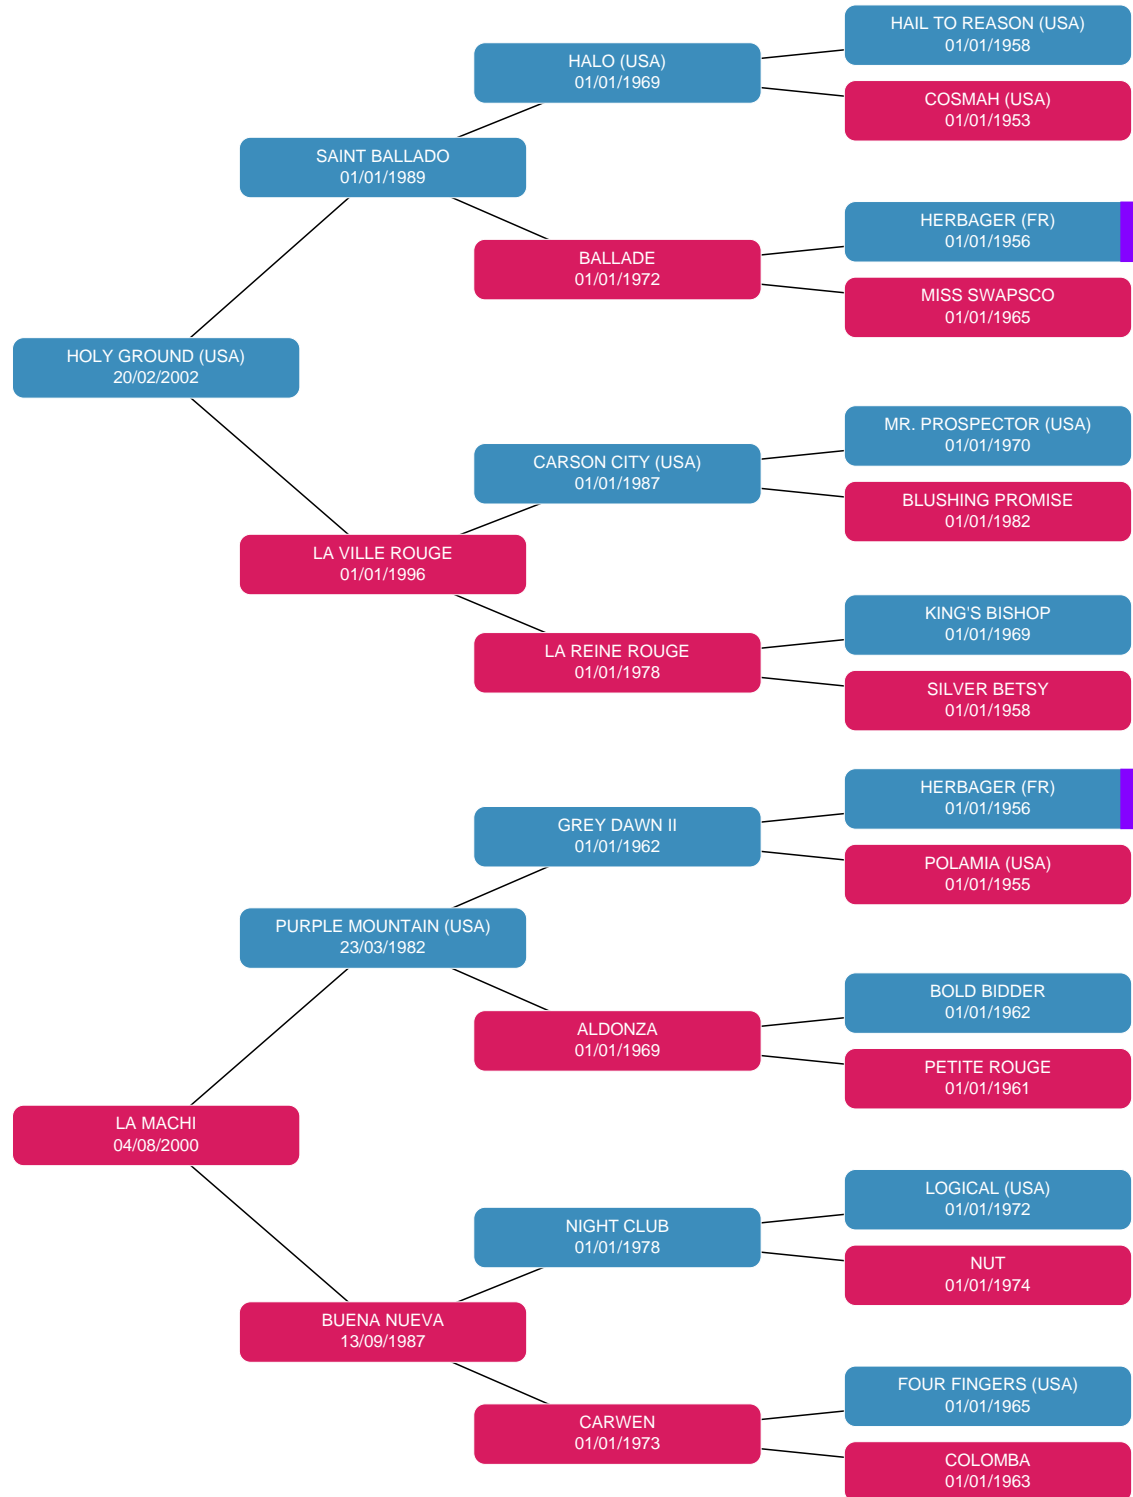 HAIL TO REASON (USA)
01/01/1958
HALO (USA)
01/01/1969
COSMAH (USA)
01/01/1953
SAINT BALLADO
01/01/1989
HERBAGER (FR)
01/01/1956
BALLADE
01/01/1972
MISS SWAPSCO
01/01/1965
HOLY GROUND (USA)
20/02/2002
MR. PROSPECTOR (USA)
01/01/1970
CARSON CITY (USA)
01/01/1987
BLUSHING PROMISE
01/01/1982
LA VILLE ROUGE
01/01/1996
KING'S BISHOP
01/01/1969
LA REINE ROUGE
01/01/1978
SILVER BETSY
01/01/1958
HERBAGER (FR)
01/01/1956
GREY DAWN II
01/01/1962
POLAMIA (USA)
01/01/1955
PURPLE MOUNTAIN (USA)
23/03/1982
BOLD BIDDER
01/01/1962
ALDONZA
01/01/1969
PETITE ROUGE
01/01/1961
LA MACHI
04/08/2000
LOGICAL (USA)
01/01/1972
NIGHT CLUB
01/01/1978
NUT
01/01/1974
BUENA NUEVA
13/09/1987
FOUR FINGERS (USA)
01/01/1965
CARWEN
01/01/1973
COLOMBA
01/01/1963